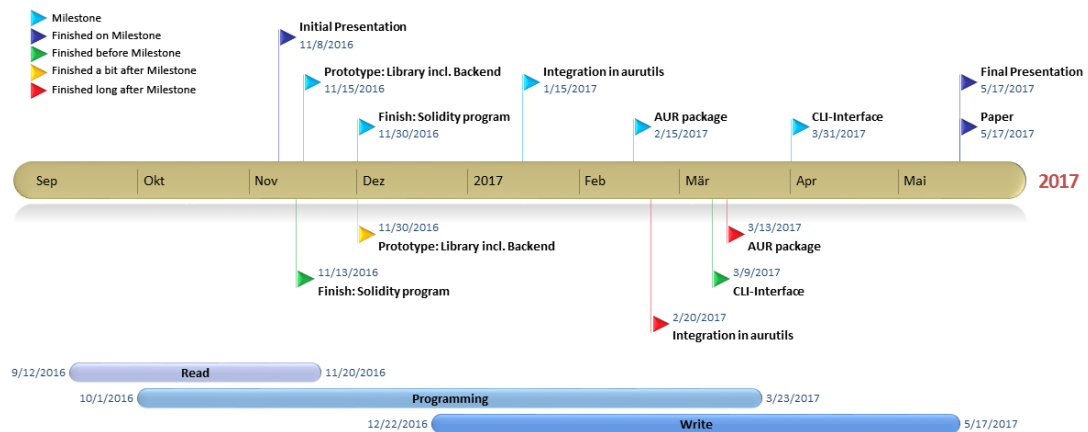 Milestone
Finished on Milestone
Finished before Milestone
Finished a bit after Milestone
Finished long after Milestone
Initial Presentation
11/8/2016
Prototype: Library incl. Backend
11/15/2016
Integration in aurutils
1/15/2017
Final Presentation
5/17/2017
Finish: Solidity program
11/30/2016
AUR package
2/15/2017
CLI-Interface
3/31/2017
Paper
5/17/2017
Sep Okt Nov Dez 2017 Feb Mär Apr Mai 2017
11/30/2016
Prototype: Library incl. Backend
3/13/2017
AUR package
11/13/2016
Finish: Solidity program
3/9/2017
CLI-Interface
2/20/2017
Integration in aurutils
9/12/2016 Read 11/20/2016
10/1/2016 Programming 3/23/2017
12/22/2016 Write 5/17/2017